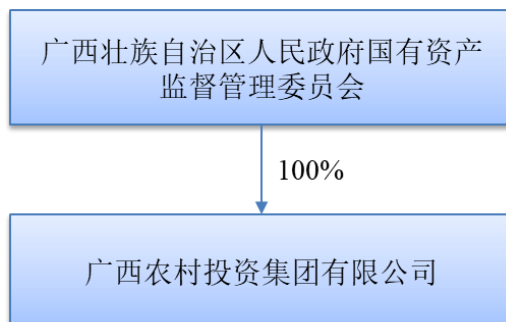 广西壮族自治区人民政府国有资产
监督管理委员会
100%
广西农村投资集团有限公司